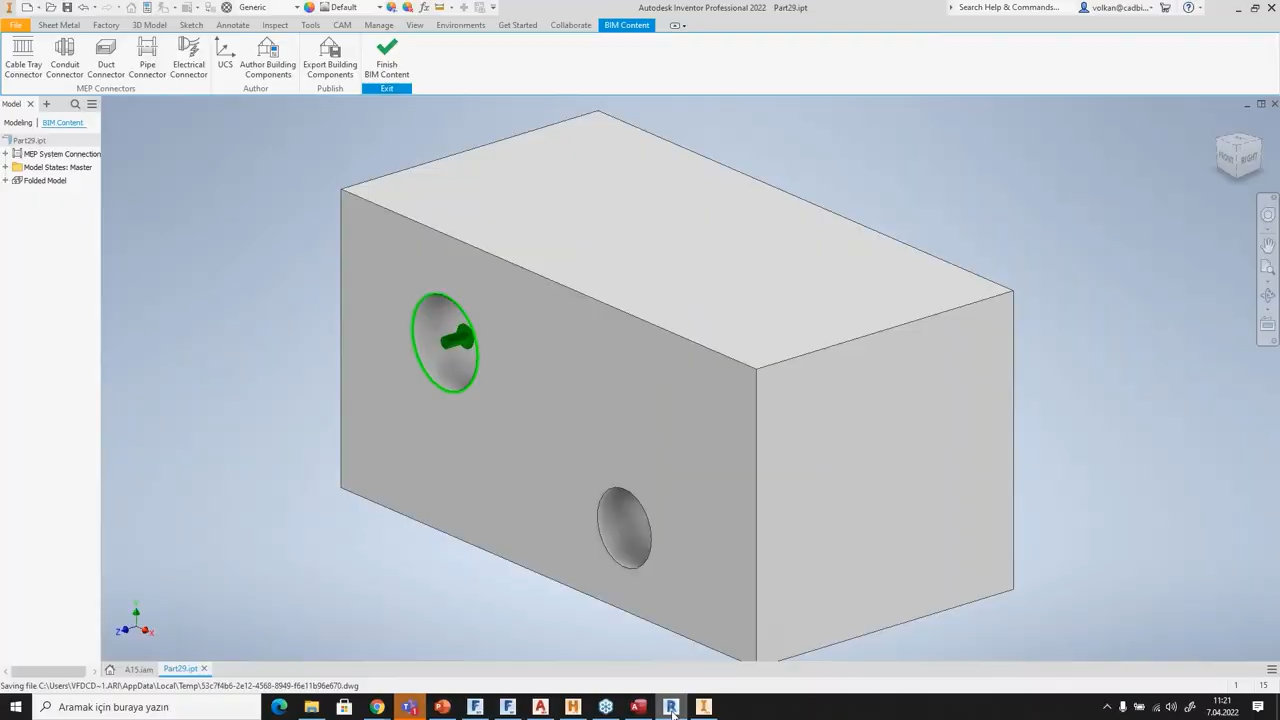 Generic
Default
Autodesk Inventor Professional 2022 Part29.ipt
Search Help & Commands...
volkan@cadbi...
File
Sheet Metal
Factory
3D Model
Sketch
Annotate
Inspect
Tools
CAM
Manage
View
Environments
Get Started
Collaborate
BIM Content
Cable Tray
Connector
Conduit
Connector
Duct
Connector
Pipe
Connector
Electrical
Connector
UCS
Author Building
Components
Export Building
Components
Finish
BIM Content
MEP Connectors
Author
Publish
Exit
Model
Modeling
BIM Content
Part29.ipt
MEP System Connection
Model States: Master
Folded Model
FRONT
RIGHT
Z
X
A15.iam
Part29.ipt
Saving file C:\Users\VFDCD-1.ARI\AppData\Local\Temp\53c7f4b6-2e12-4568-8949-f6e11b96e670.dwg
1
15
Aramak için buraya yazın
11:21
7.04.2022